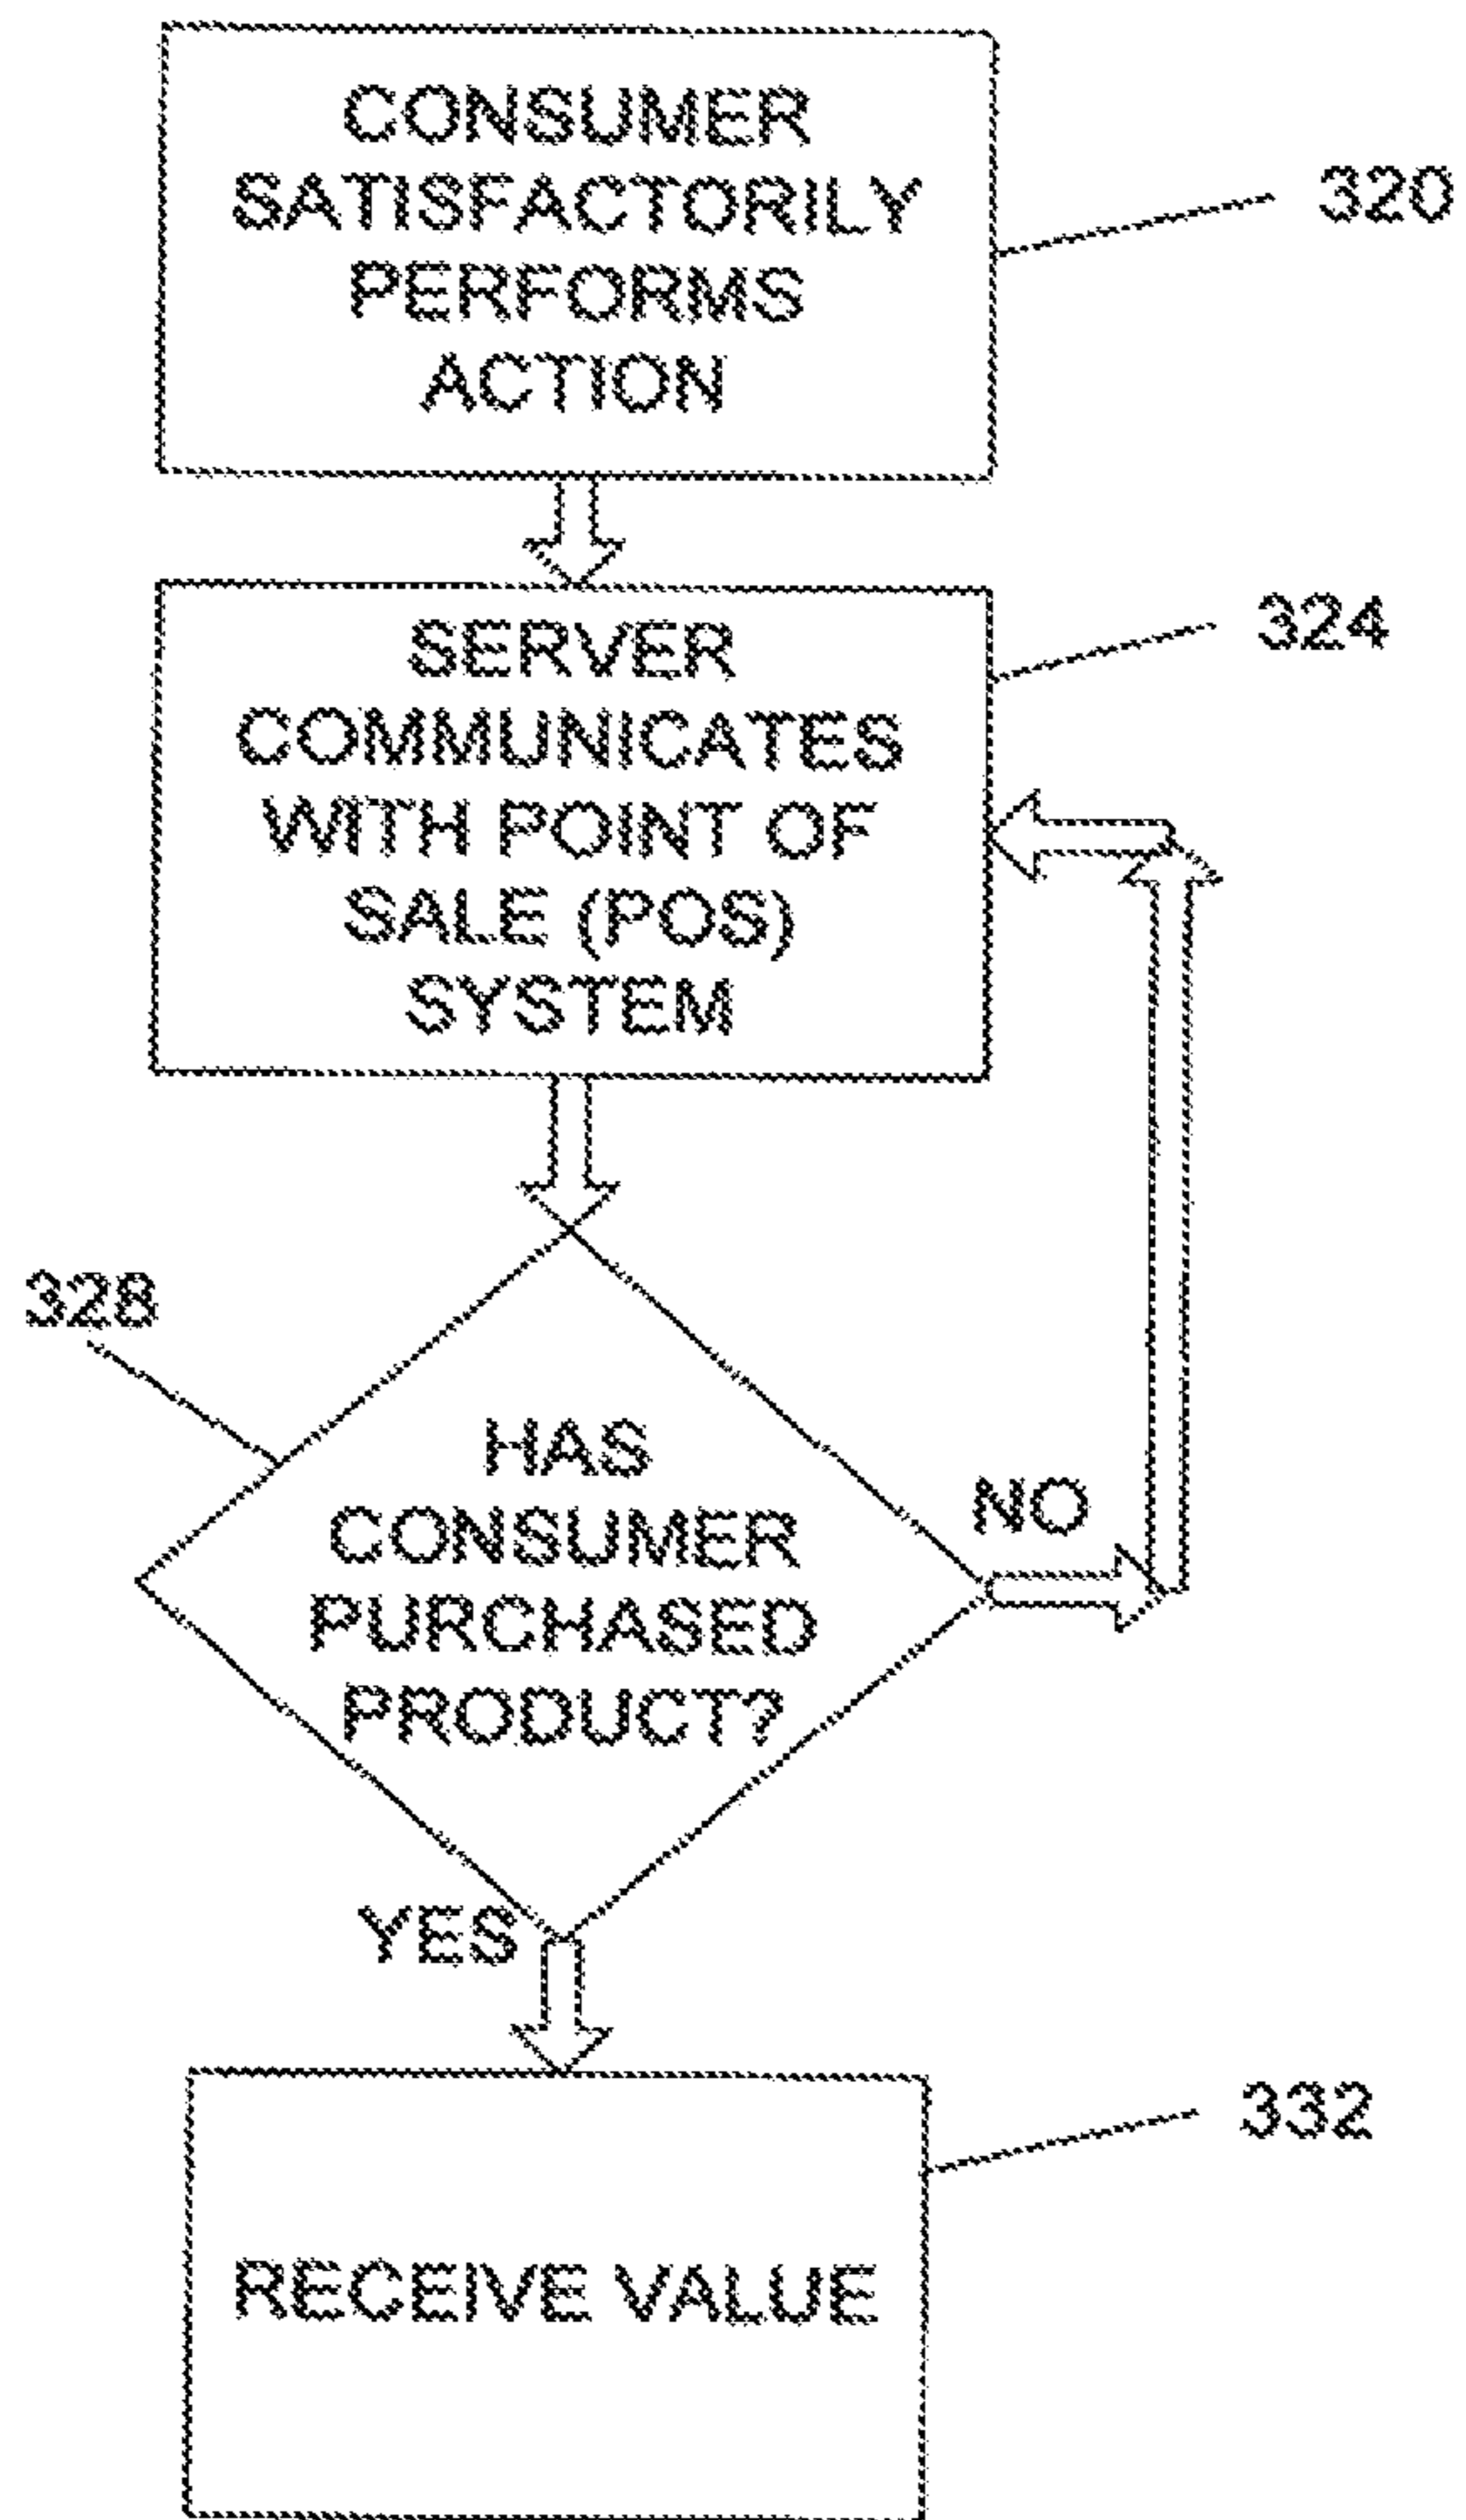 CONSUMER
SATISFACTORILY
PERFORMS
ACTION
320
SERVER
COMMUNICATES
WITH POINT OF
SALE (POS)
SYSTEM
324
328
HAS
CONSUMER
PURCHASED
PRODUCT?
NO
YES
RECEIVE VALUE
332